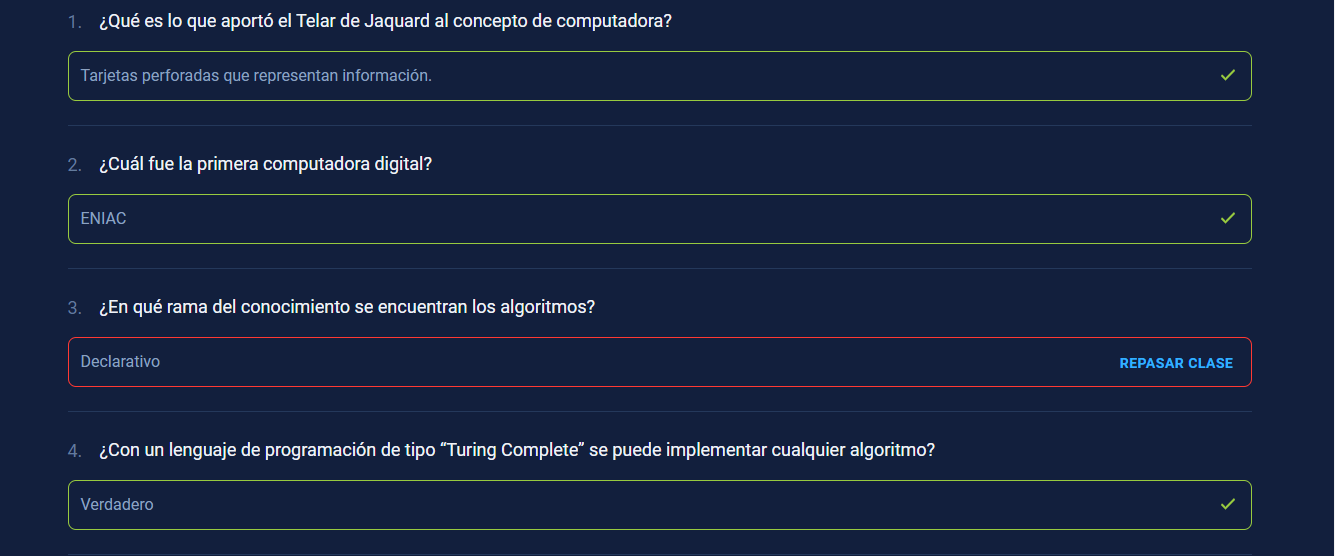 1. ¿Qué es lo que aportó el Telar de Jaquard al concepto de computadora?
Tarjetas perforadas que representan información.
2. ¿Cuál fue la primera computadora digital?
ENIAC
3. ¿En qué rama del conocimiento se encuentran los algoritmos?
Declarativo REPASAR CLASE
4. ¿Con un lenguaje de programación de tipo “Turing Complete” se puede implementar cualquier algoritmo?
Verdadero